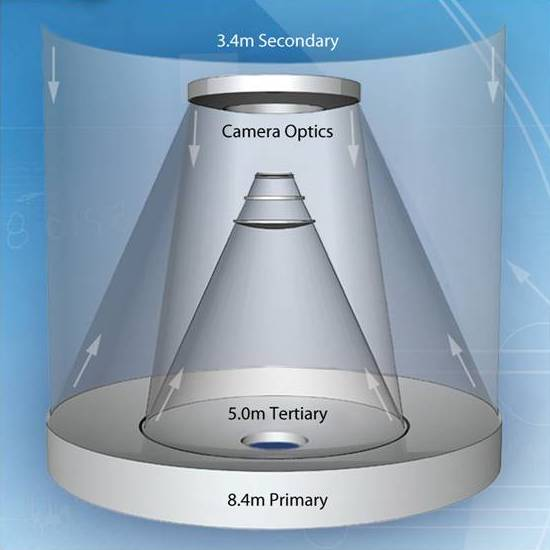 3.4m Secondary
Camera Optics
5.0m Tertiary
8.4m Primary